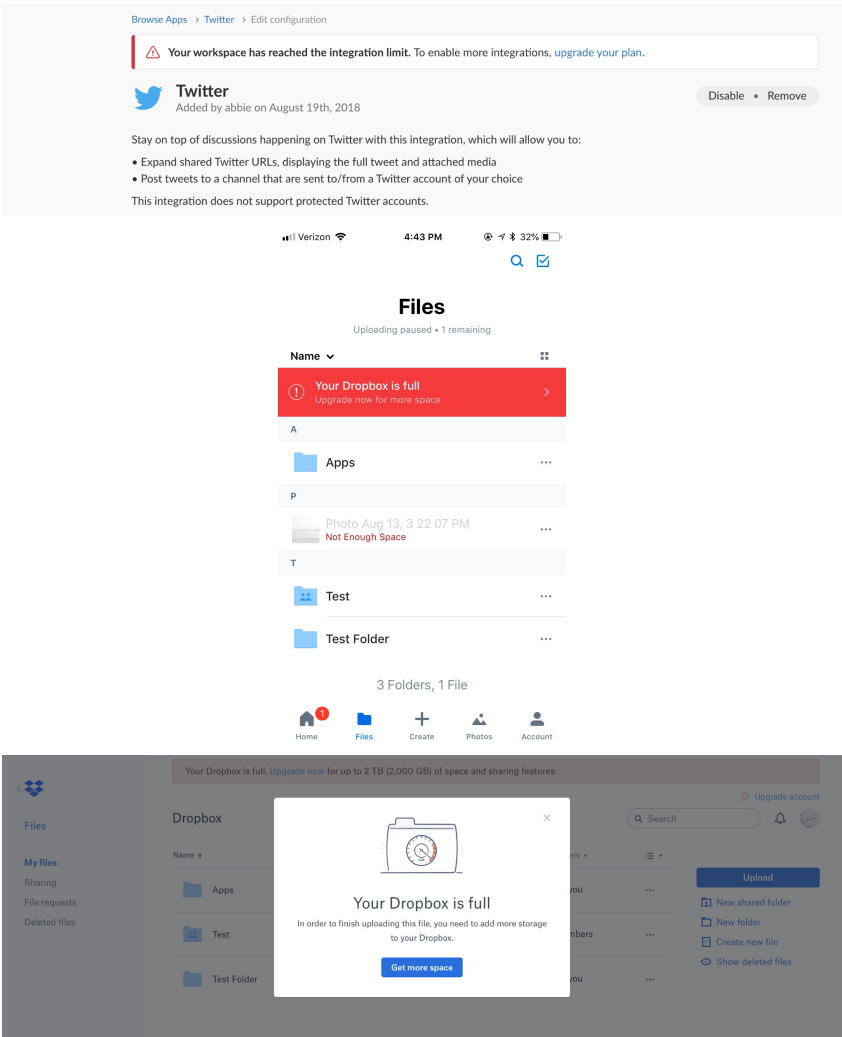 Browse Apps > Twitter > Edit configuration
Your workspace has reached the integration limit. To enable more integrations, upgrade your plan.
Twitter
Added by abbie on August 19th, 2018
Disable • Remove
Stay on top of discussions happening on Twitter with this integration, which will allow you to:
• Expand shared Twitter URLs, displaying the full tweet and attached media
• Post tweets to a channel that are sent to/from a Twitter account of your choice
This integration does not support protected Twitter accounts.
Verizon 4:43 PM 32%
Files
Uploading paused • 1 remaining
Name
Your Dropbox is full
Upgrade now for more space
A
Apps
P
Photo Aug 13, 3 22 07 PM
Not Enough Space
T
Test
Test Folder
3 Folders, 1 File
1
Home Files Create Photos Account
Your Dropbox is full. Upgrade now for up to 2 TB (2,000 GB) of space and sharing features.
Upgrade account
Files
Dropbox
Search
My files
Sharing
File requests
Deleted files
Name ↑
ers
Apps
you
Test
mbers
Test Folder
you
Your Dropbox is full
In order to finish uploading this file, you need to add more storage
to your Dropbox.
Get more space
Upload
New shared folder
New folder
Create new file
Show deleted files